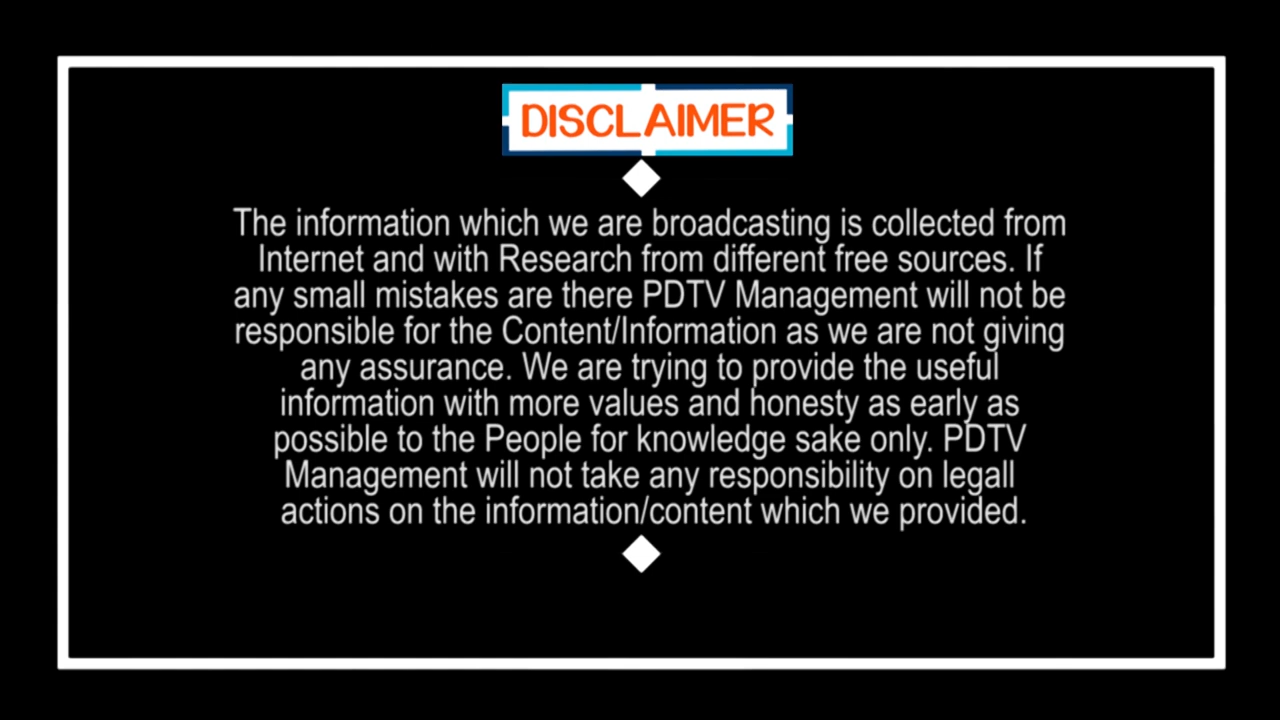 DISCLAIMER
The information which we are broadcasting is collected from
Internet and with Research from different free sources. If
any small mistakes are there PDTV Management will not be
responsible for the Content/Information as we are not giving
any assurance. We are trying to provide the useful
information with more values and honesty as early as
possible to the People for knowledge sake only. PDTV
Management will not take any responsibility on legall
actions on the information/content which we provided.